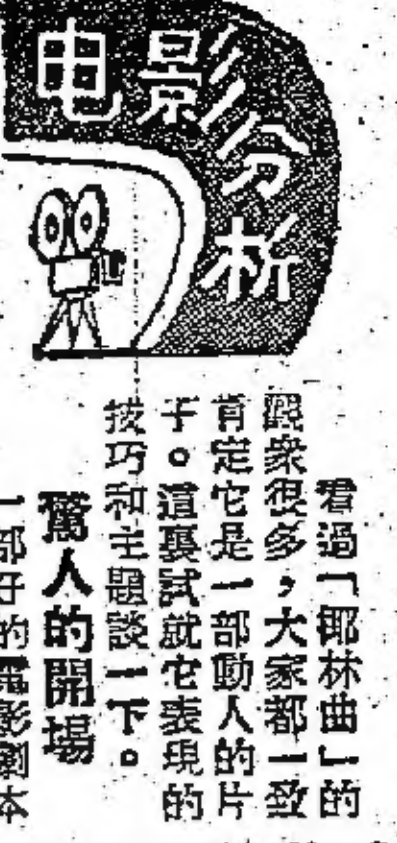 电影分析
看過「椰林曲」的
觀衆很多，大家都一致
肯定它是一部動人的片
子。這裏試就它表現的
技巧和主題談一下。
驚人的開場
一部好的電影劇本